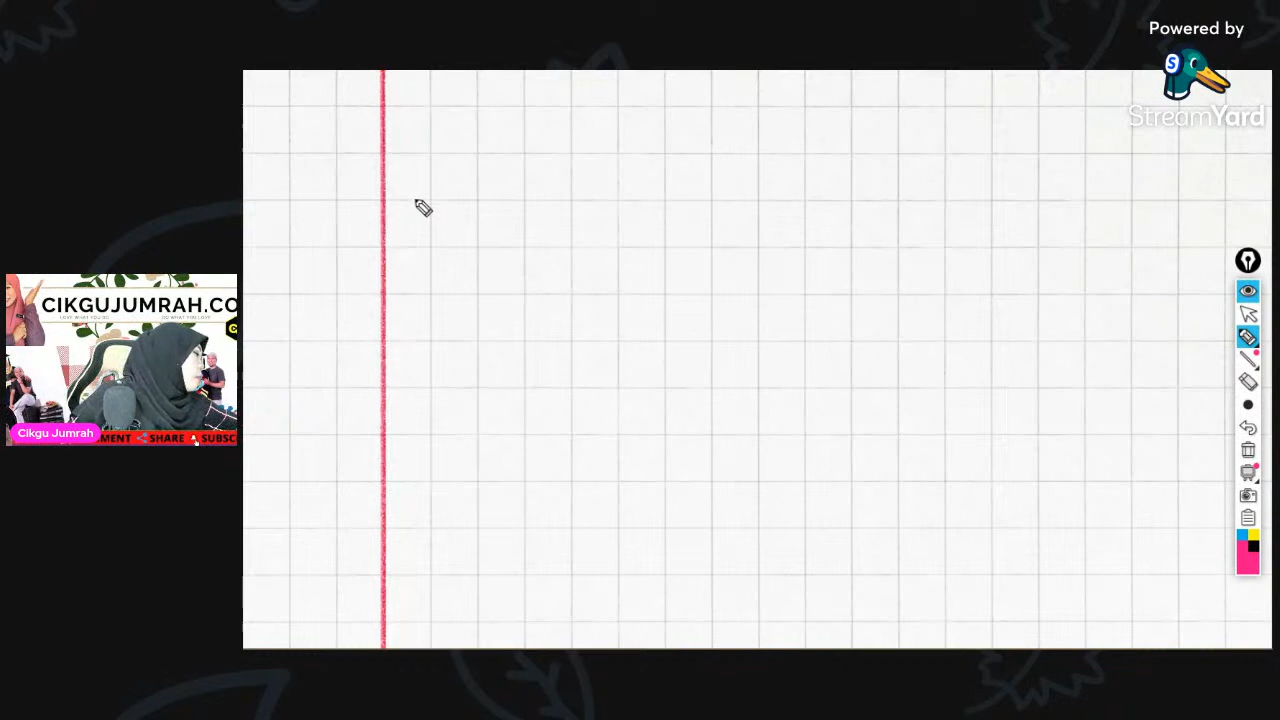 Powered by
S
StreamYard
CIKGUJUMRAH.CO
Cikgu Jumrah
MENT SHARE SUBSC